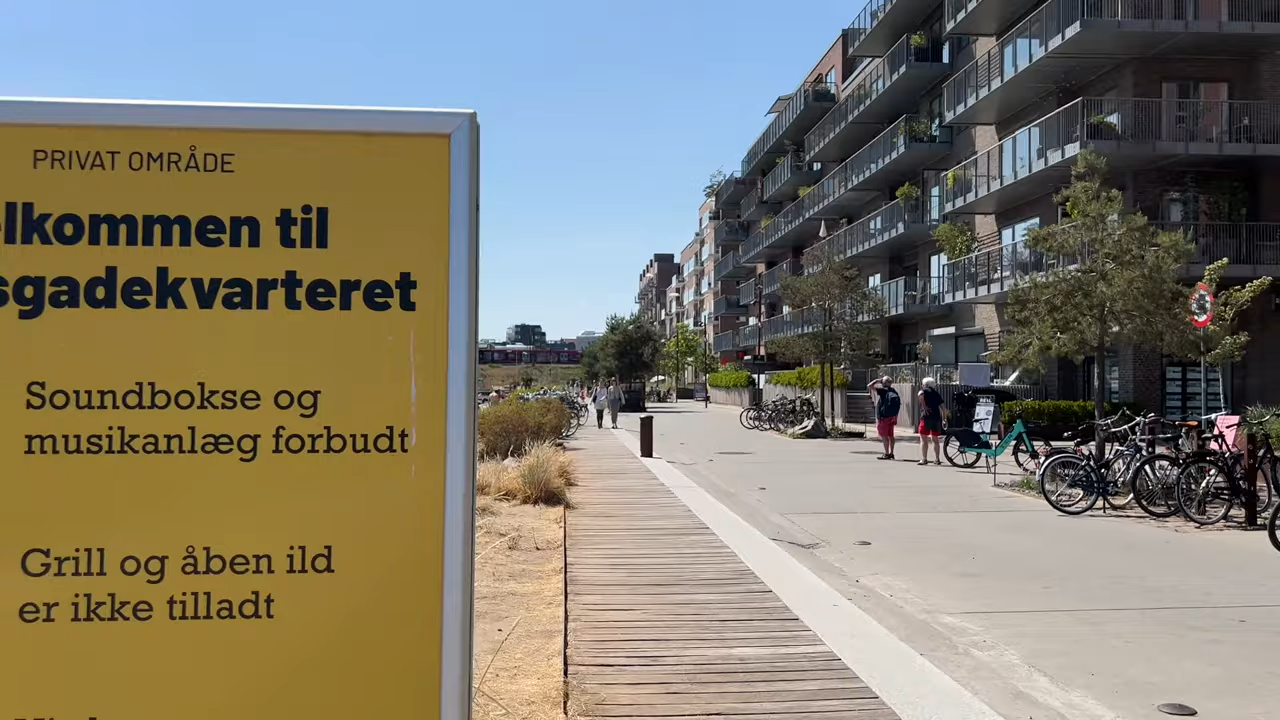 PRIVAT OMRÅDE
lkommen til
sgadekvarteret
Soundbokse og
musikanlæg forbudt
Grill og åben ild
er ikke tilladt